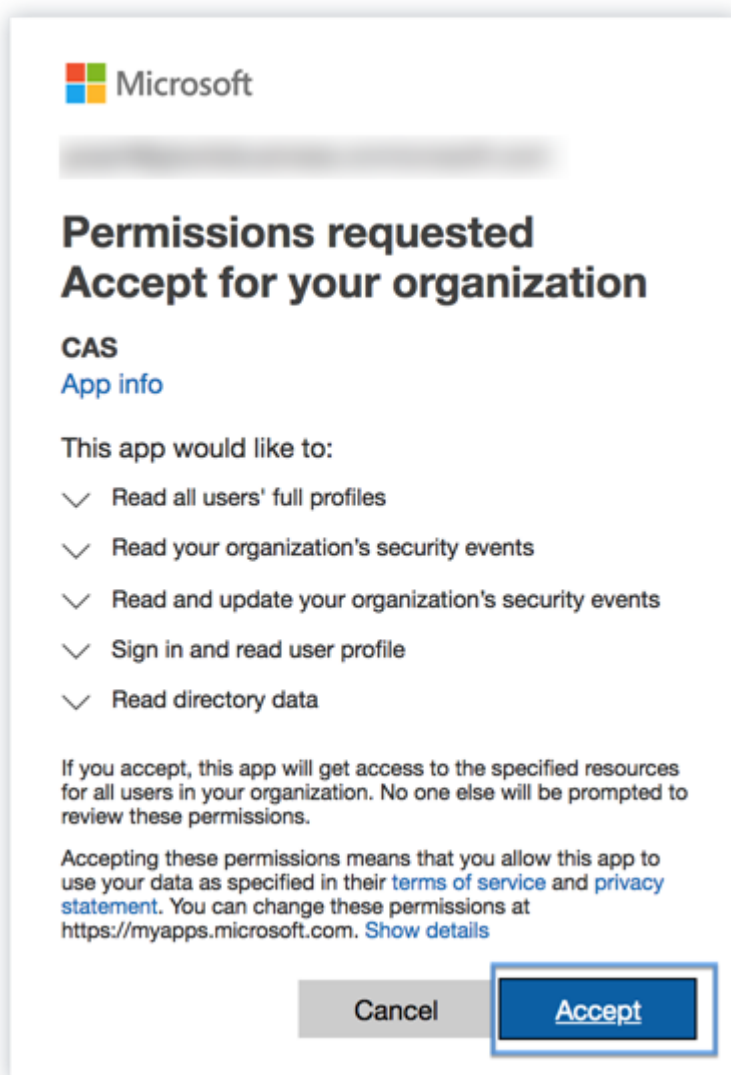 Microsoft
Permissions requested
Accept for your organization
CAS
App info
This app would like to:
Read all users' full profiles
Read your organization's security events
Read and update your organization's security events
Sign in and read user profile
Read directory data
If you accept, this app will get access to the specified resources
for all users in your organization. No one else will be prompted to
review these permissions.
Accepting these permissions means that you allow this app to
use your data as specified in their terms of service and privacy
statement. You can change these permissions at
https://myapps.microsoft.com. Show details
Cancel
Accept